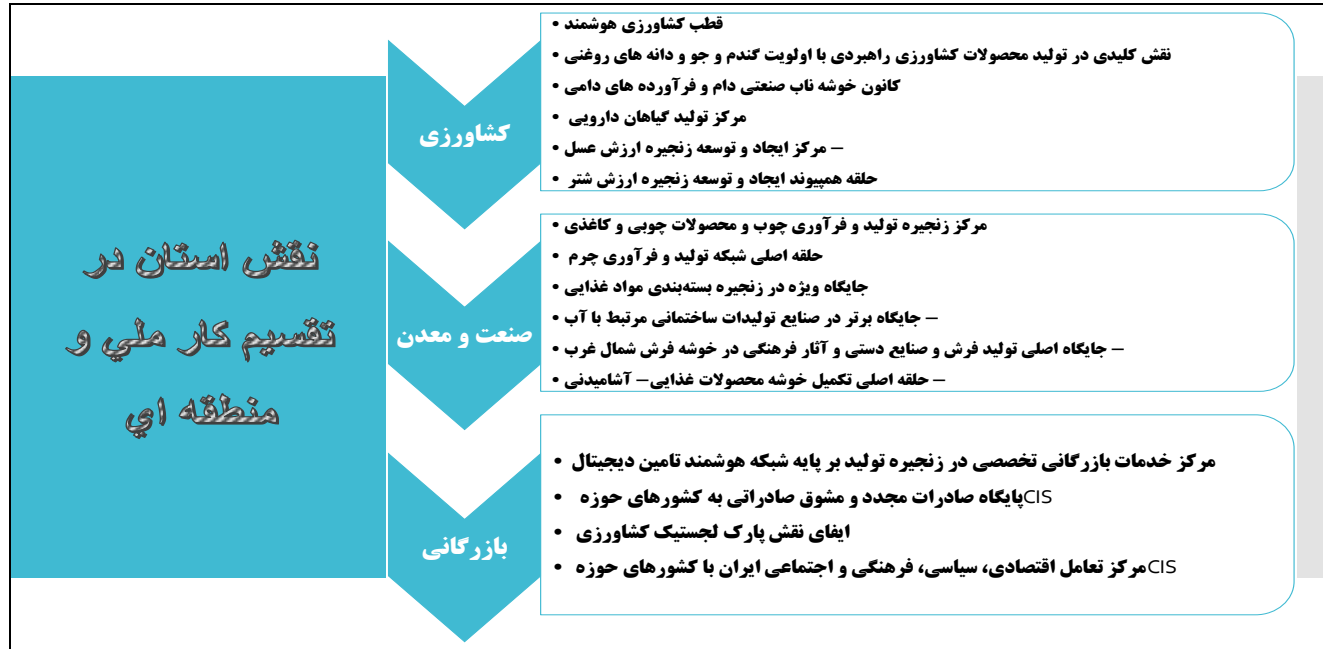 نقش استان در
تقسيم كار ملي و
منطقه اي
کشاورزی
• قطب کشاورزی هوشمند
• نقش کلیدی در تولید محصولات کشاورزی راهبردی با اولویت گندم و جو و دانه های روغنی
• کانون خوشه ناب صنعتی دام و فرآورده های دامی
• مرکز تولید گیاهان دارویی
• – مرکز ایجاد و توسعه زنجیره ارزش عسل
• حلقه همپیوند ایجاد و توسعه زنجیره ارزش شتر
صنعت و معدن
• مرکز زنجیره تولید و فرآوری چوب و محصولات چوبی و کاغذی
• حلقه اصلی شبکه تولید و فرآوری چرم
• جایگاه ویژه در زنجیره بسته‌بندی مواد غذایی
• – جایگاه برتر در صنایع تولیدات ساختمانی مرتبط با آب
• – جایگاه اصلی تولید فرش و صنایع دستی و آثار فرهنگی در خوشه فرش شمال غرب
• – حلقه اصلی تکمیل خوشه محصولات غذایی– آشامیدنی
بازرگانی
• مرکز خدمات بازرگانی تخصصی در زنجیره تولید بر پایه شبکه هوشمند تامین دیجیتال
• پایگاه صادرات مجدد و مشوق صادراتی به کشورهای حوزه CIS
• ایفای نقش پارک لجستیک کشاورزی
• مرکز تعامل اقتصادی، سیاسی، فرهنگی و اجتماعی ایران با کشورهای حوزه CIS